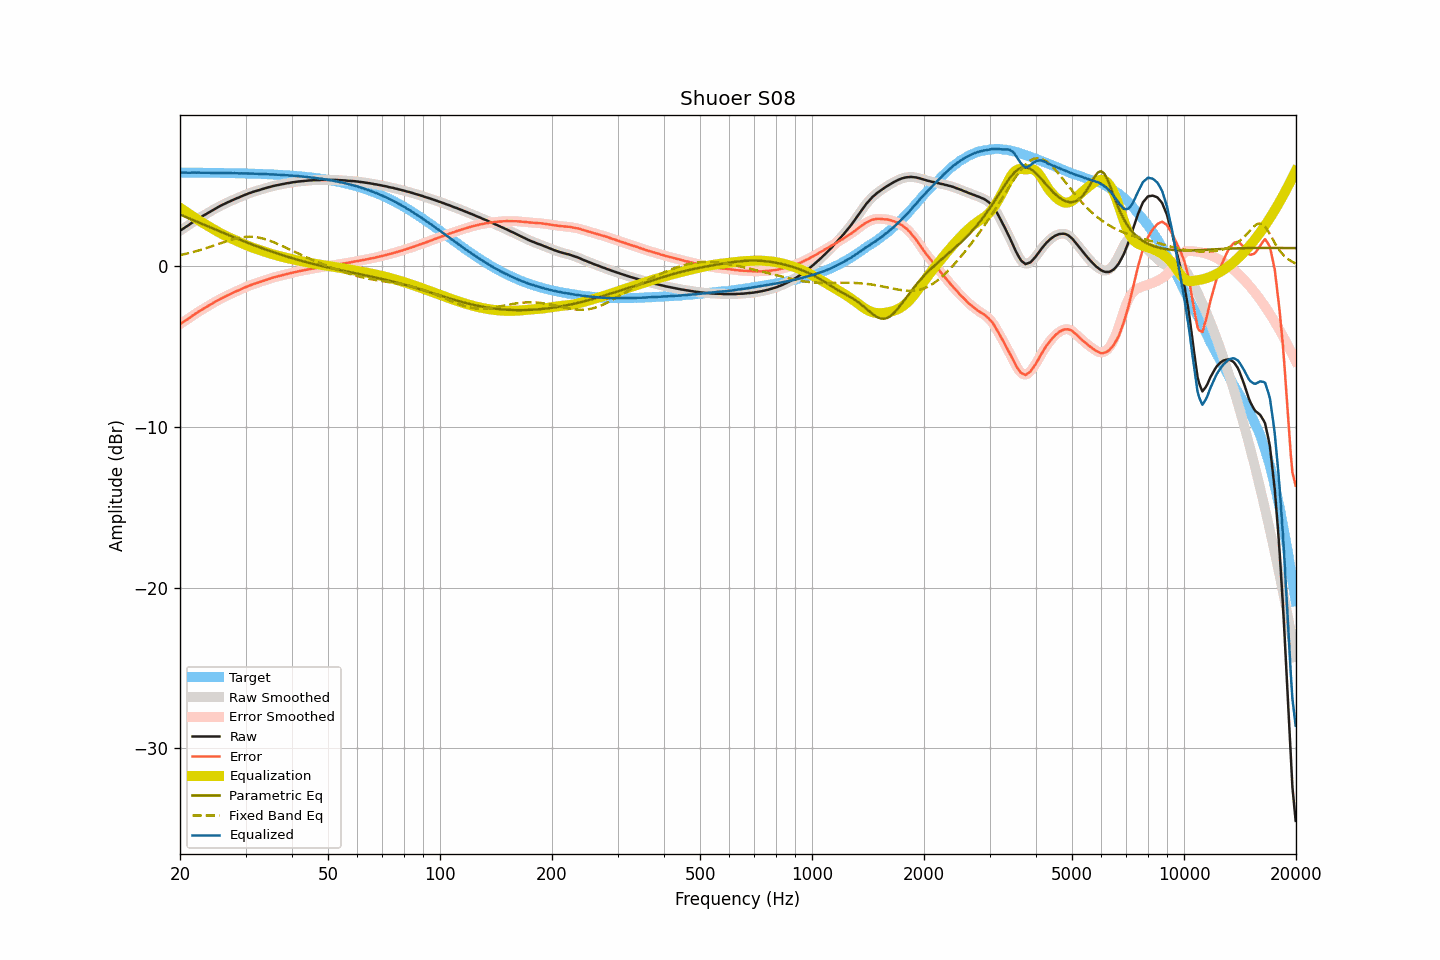 Shuoer S08
Amplitude (dBr)
0
−10
−20
−30
Target
Raw Smoothed
Error Smoothed
Raw
Error
Equalization
Parametric Eq
Fixed Band Eq
Equalized
20 50 100 200 500 1000 2000 5000 10000 20000
Frequency (Hz)